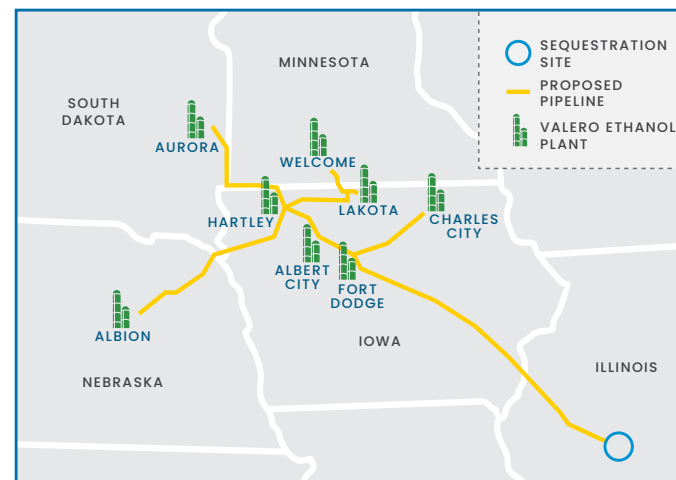 SEQUESTRATION
SITE
PROPOSED
PIPELINE
VALERO ETHANOL
PLANT
MINNESOTA
SOUTH
DAKOTA
AURORA
WELCOME
LAKOTA
HARTLEY
CHARLES
CITY
ALBERT
CITY
FORT
DODGE
ALBION
IOWA
ILLINOIS
NEBRASKA